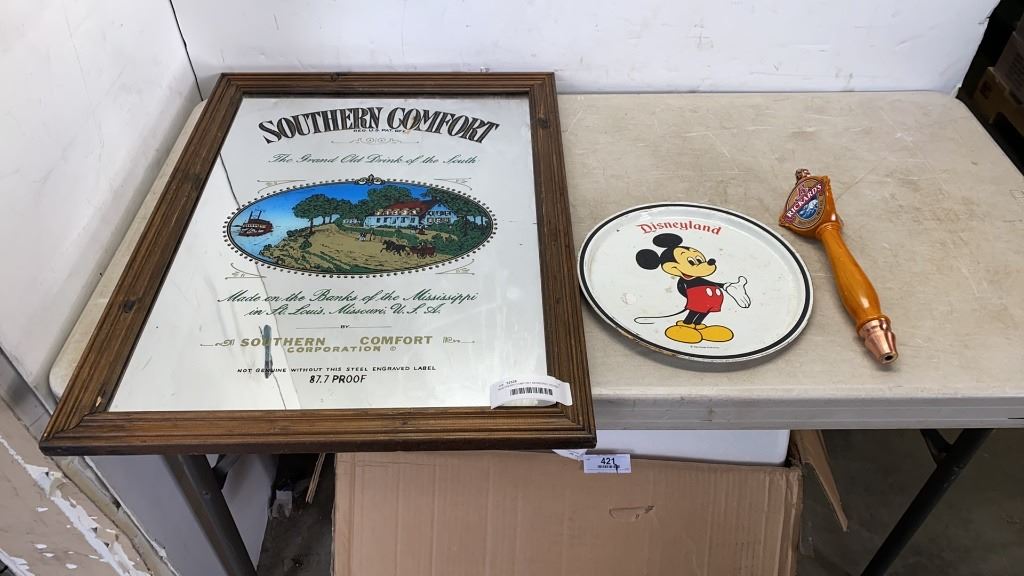 SOUTHERN COMFORT
REG. U.S. PAT. OFF.
The Grand Old Drink of the South
Made on the Banks of the Mississippi
in St. Louis, Missouri, U.S.A.
BY
SOUTHERN COMFORT
CORPORATION ©
NOT GENUINE WITHOUT THIS STEEL ENGRAVED LABEL
87.7 PROOF
421
Disneyland
RICKARD'S